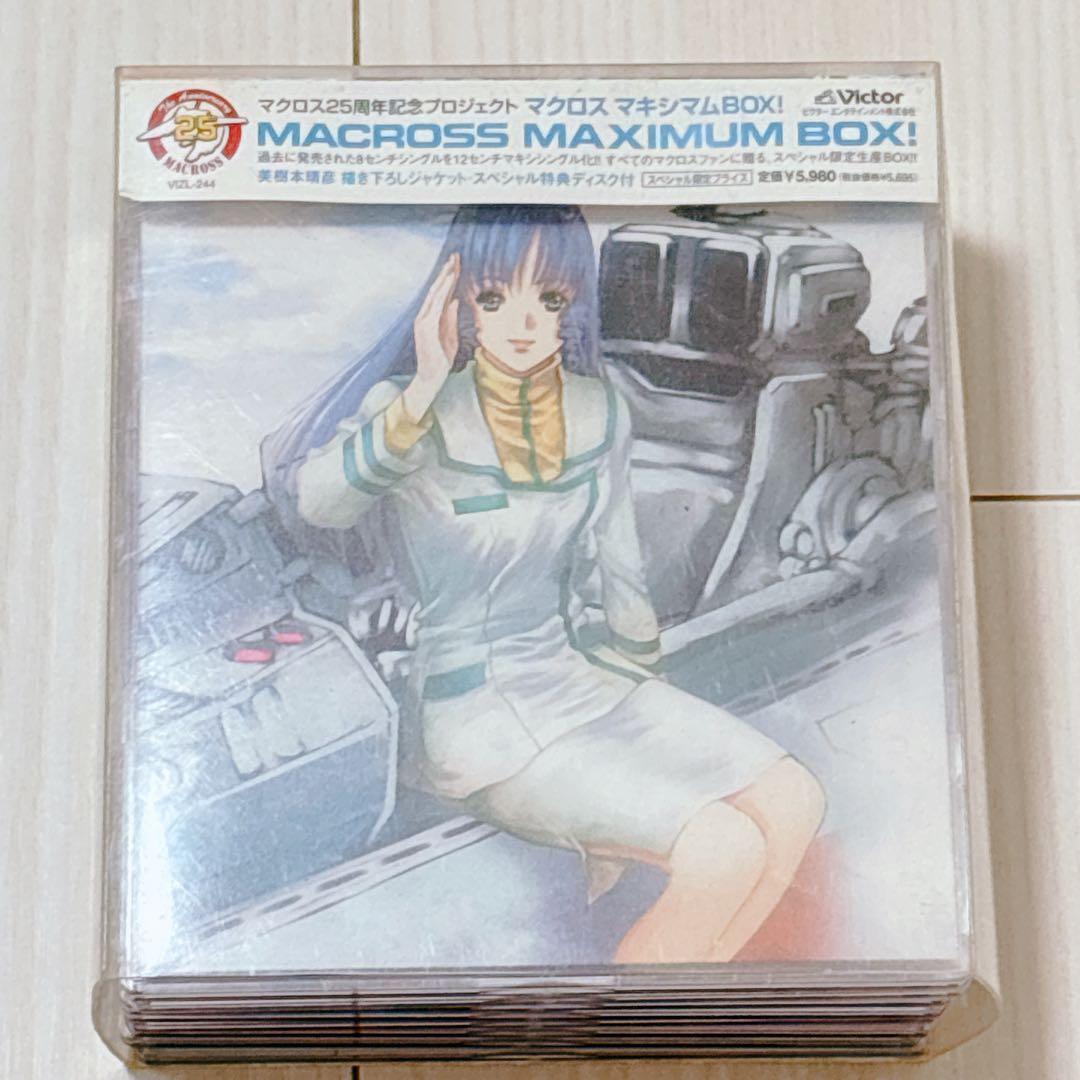 The Anniversary
25
MACROSS
VIZL-244
マクロス25周年記念プロジェクト マクロス マキシマムBOX!
MACROSS MAXIMUM BOX!
過去に発売された8センチシングルを12センチマキシシングル化!! すべてのマクロスファンに贈る、スペシャル限定生産BOX!!
美樹本晴彦 描き下ろしジャケット・スペシャル特典ディスク付 スペシャル限定プライス 定価¥5,980(税抜価格¥5,695)
Victor
ビクターエンタテインメント株式会社